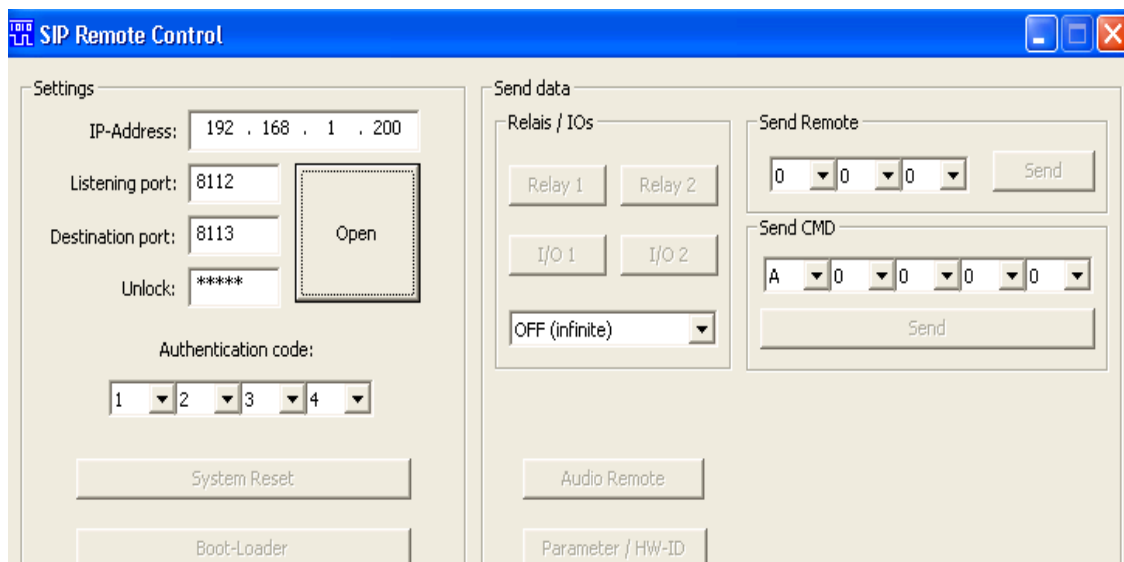 SIP Remote Control
Settings
IP-Address: 192 . 168 . 1 . 200
Listening port: 8112
Destination port: 8113
Open
Unlock: *****
Authentication code:
1 2 3 4
System Reset
Boot-Loader
Send data
Relais / IOs
Relay 1 Relay 2
I/O 1 I/O 2
OFF (infinite)
Send Remote
0 0 0 Send
Send CMD
A 0 0 0 0
Send
Audio Remote
Parameter / HW-ID